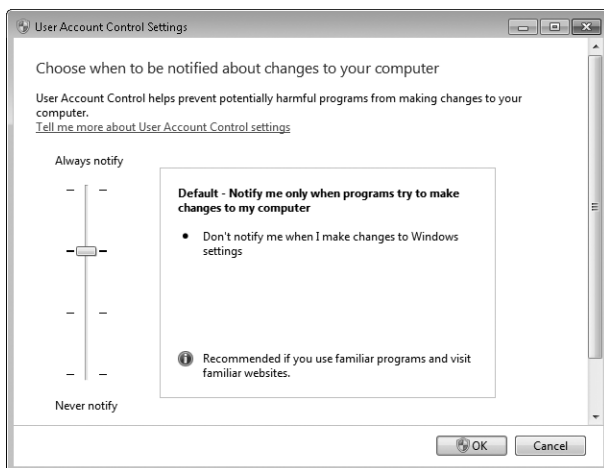 User Account Control Settings
Choose when to be notified about changes to your computer
User Account Control helps prevent potentially harmful programs from making changes to your
computer.
Tell me more about User Account Control settings
Always notify
Default - Notify me only when programs try to make
changes to my computer
• Don't notify me when I make changes to Windows
settings
Recommended if you use familiar programs and visit
familiar websites.
Never notify
OK
Cancel